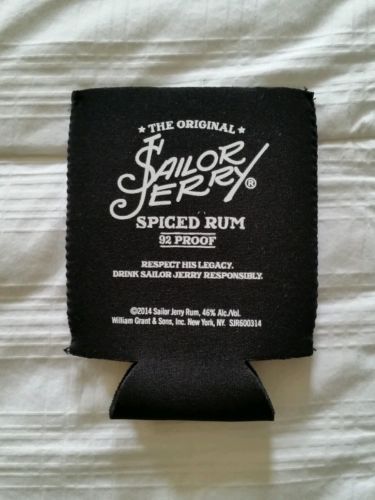 ★ THE ORIGINAL ★
SAILOR
JERRY®
SPICED RUM
92 PROOF
RESPECT HIS LEGACY.
DRINK SAILOR JERRY RESPONSIBLY.
©2014 Sailor Jerry Rum, 46% Alc./Vol.
William Grant & Sons, Inc. New York, NY. SJR600314